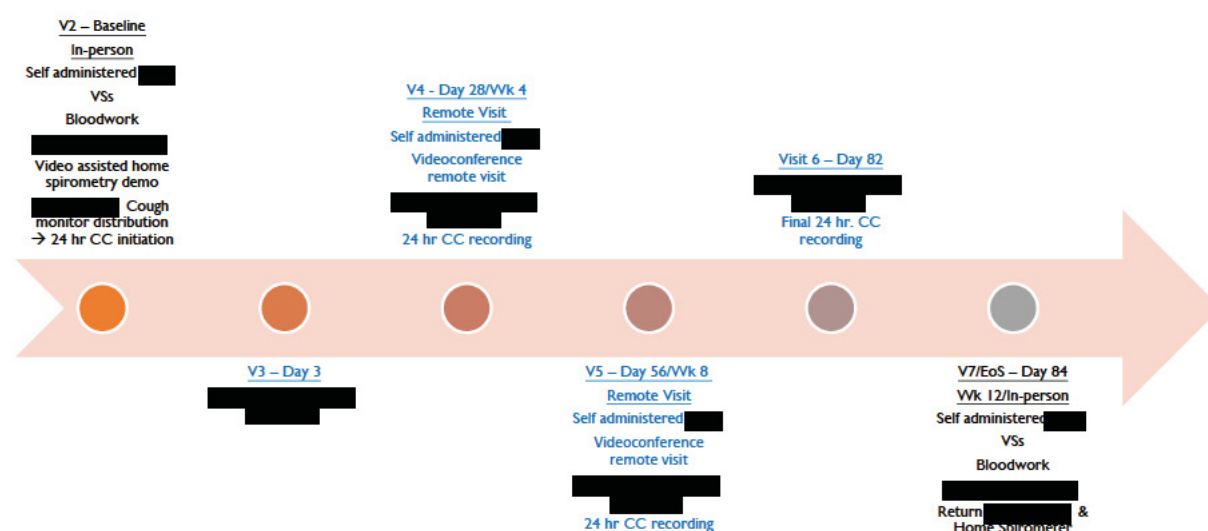 V2 – Baseline
In-person
Self administered
VSs
Bloodwork
Video assisted home
spirometry demo
Cough
monitor distribution
→ 24 hr CC initiation
V3 – Day 3
V4 - Day 28/Wk 4
Remote Visit
Self administered
Videoconference
remote visit
24 hr CC recording
V5 – Day 56/Wk 8
Remote Visit
Self administered
Videoconference
remote visit
24 hr CC recording
Visit 6 – Day 82
Final 24 hr. CC
recording
V7/EoS – Day 84
Wk 12/In-person
Self administered
VSs
Bloodwork
Return &
Home Spirometer